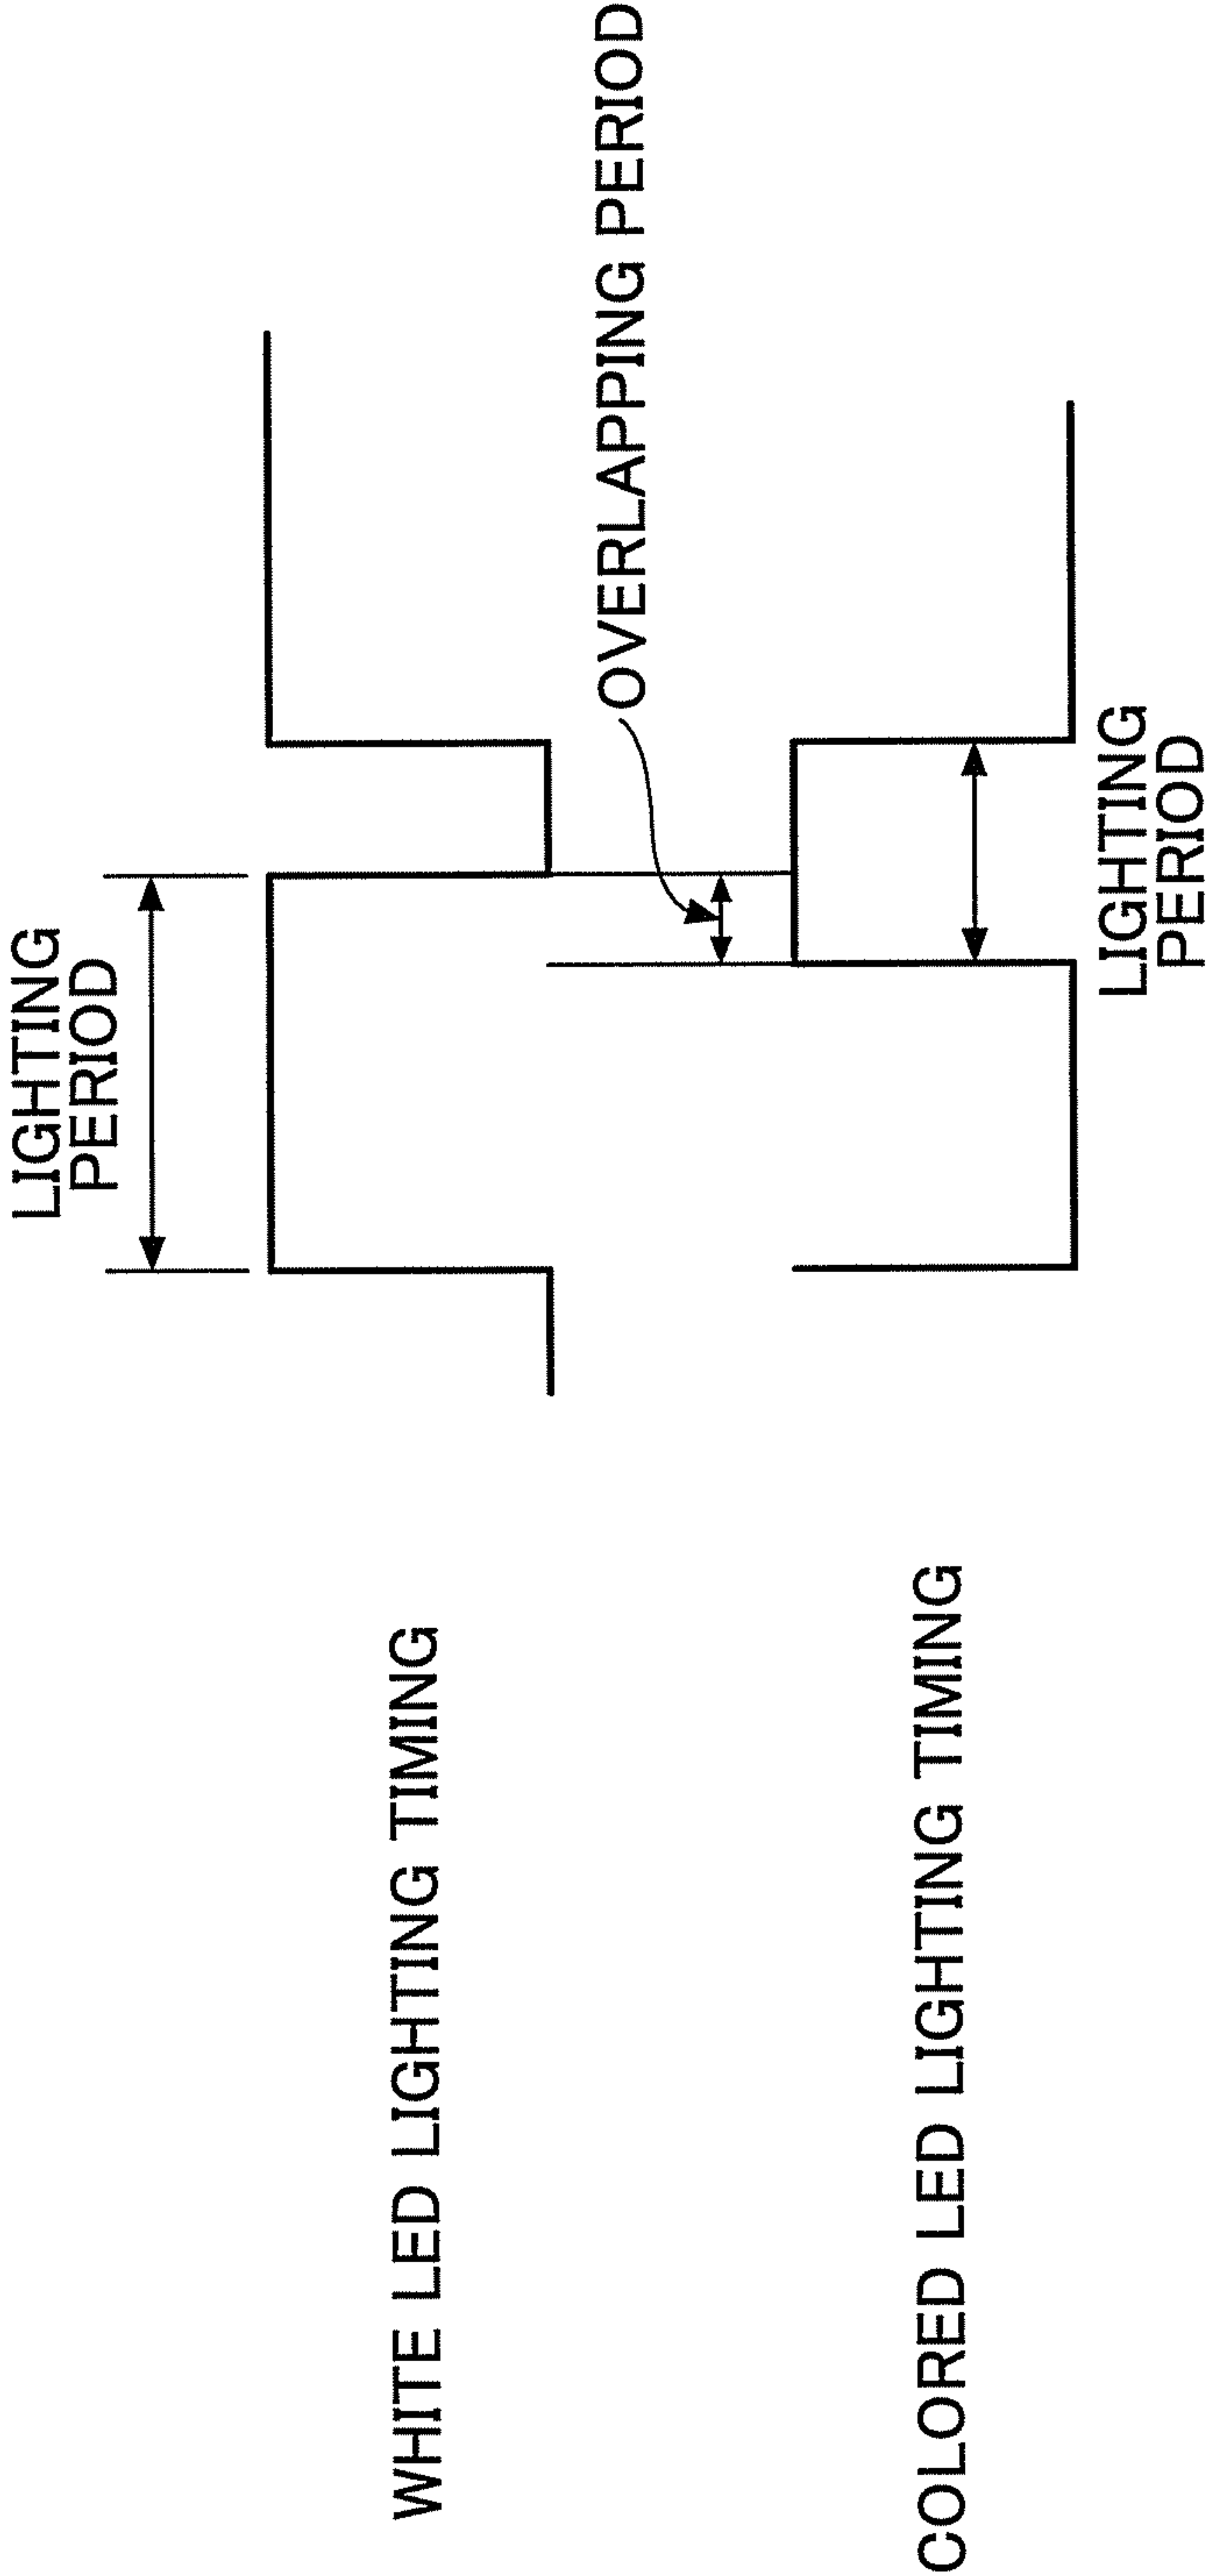 LIGHTING
PERIOD
WHITE LED LIGHTING TIMING
OVERLAPPING PERIOD
COLORED LED LIGHTING TIMING
LIGHTING
PERIOD